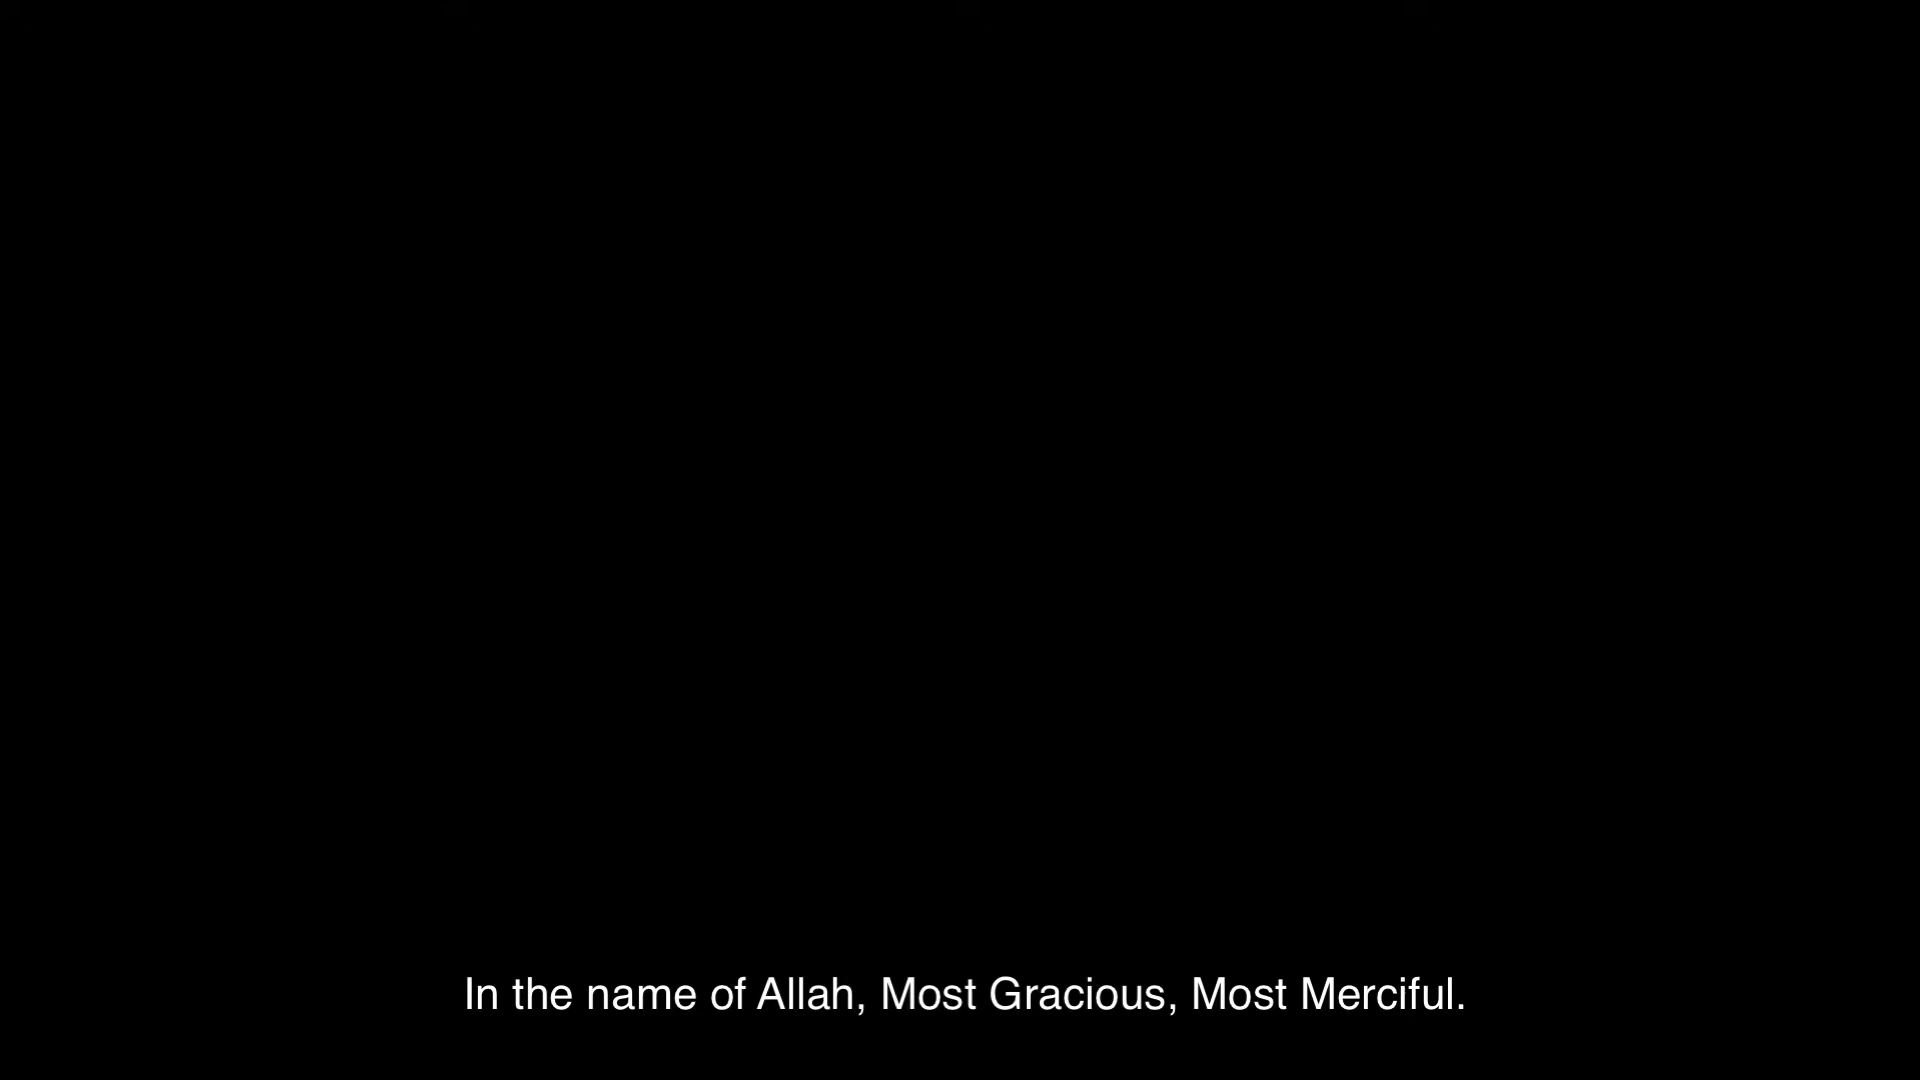 In the name of Allah, Most Gracious, Most Merciful.